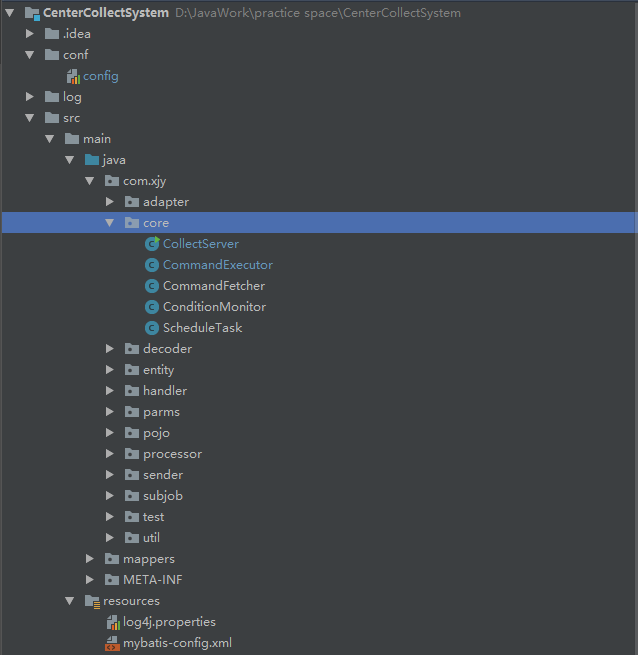 CenterCollectSystem D:\JavaWork\practice space\CenterCollectSystem
.idea
conf
config
log
src
main
java
com.xjy
adapter
core
CollectServer
CommandExecutor
CommandFetcher
ConditionMonitor
ScheduleTask
decoder
entity
handler
parms
pojo
processor
sender
subjob
test
util
mappers
META-INF
resources
log4j.properties
mybatis-config.xml